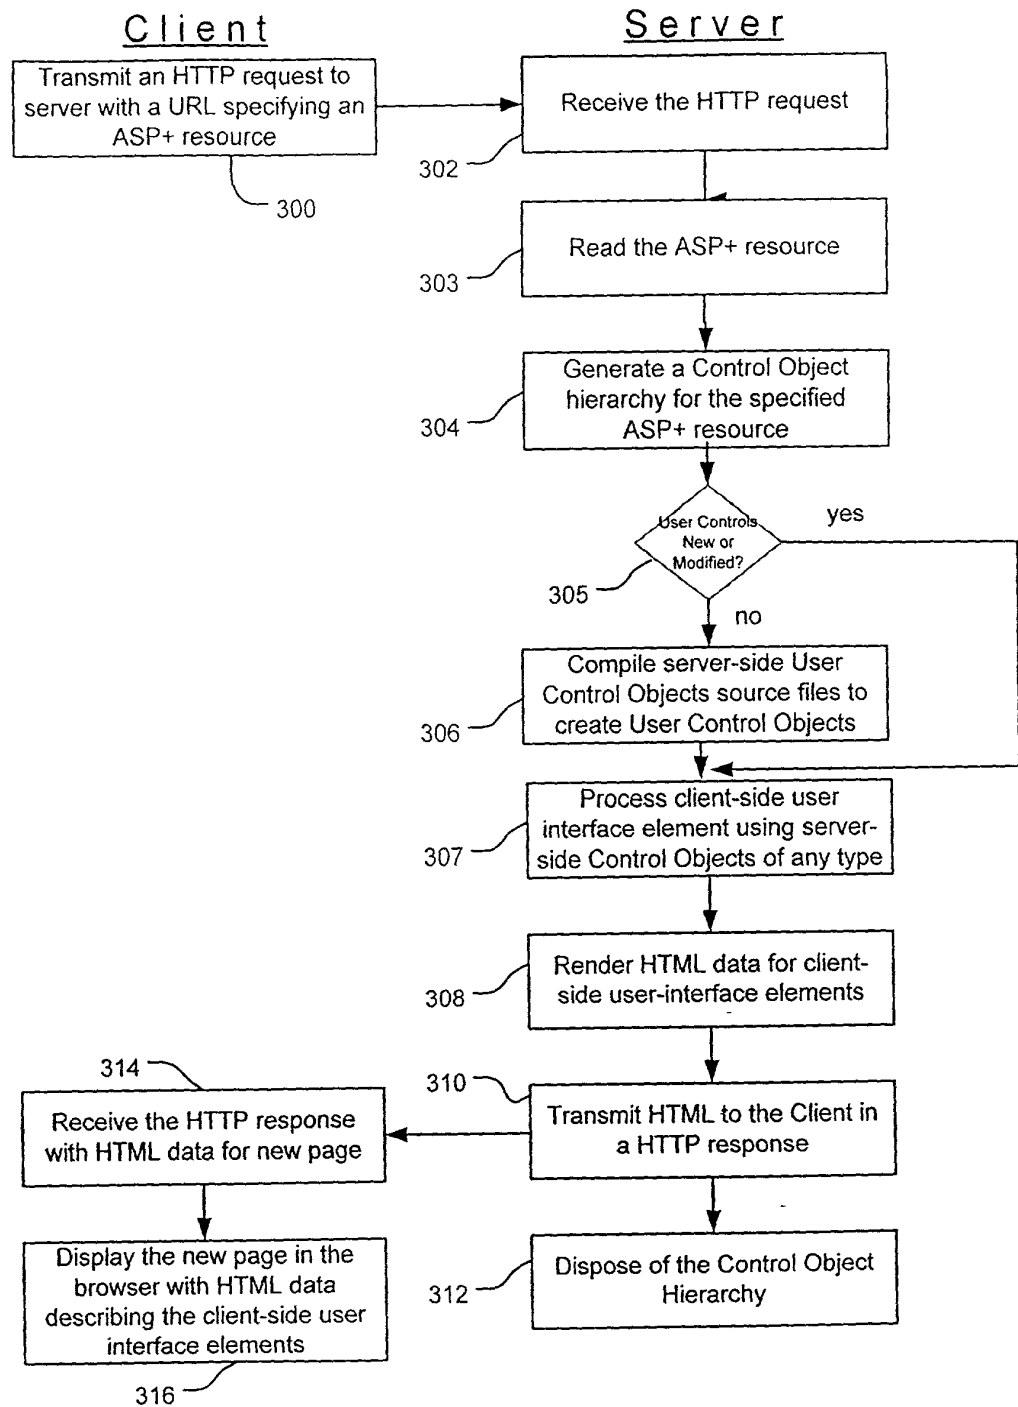 Client
Server
Transmit an HTTP request to
server with a URL specifying an
ASP+ resource
300
Receive the HTTP request
302
Read the ASP+ resource
303
Generate a Control Object
hierarchy for the specified
ASP+ resource
304
User Controls
New or
Modified?
305
yes
no
Compile server-side User
Control Objects source files to
create User Control Objects
306
Process client-side user
interface element using server-
side Control Objects of any type
307
Render HTML data for client-
side user-interface elements
308
Transmit HTML to the Client in
a HTTP response
310
314
Receive the HTTP response
with HTML data for new page
Dispose of the Control Object
Hierarchy
312
Display the new page in the
browser with HTML data
describing the client-side user
interface elements
316